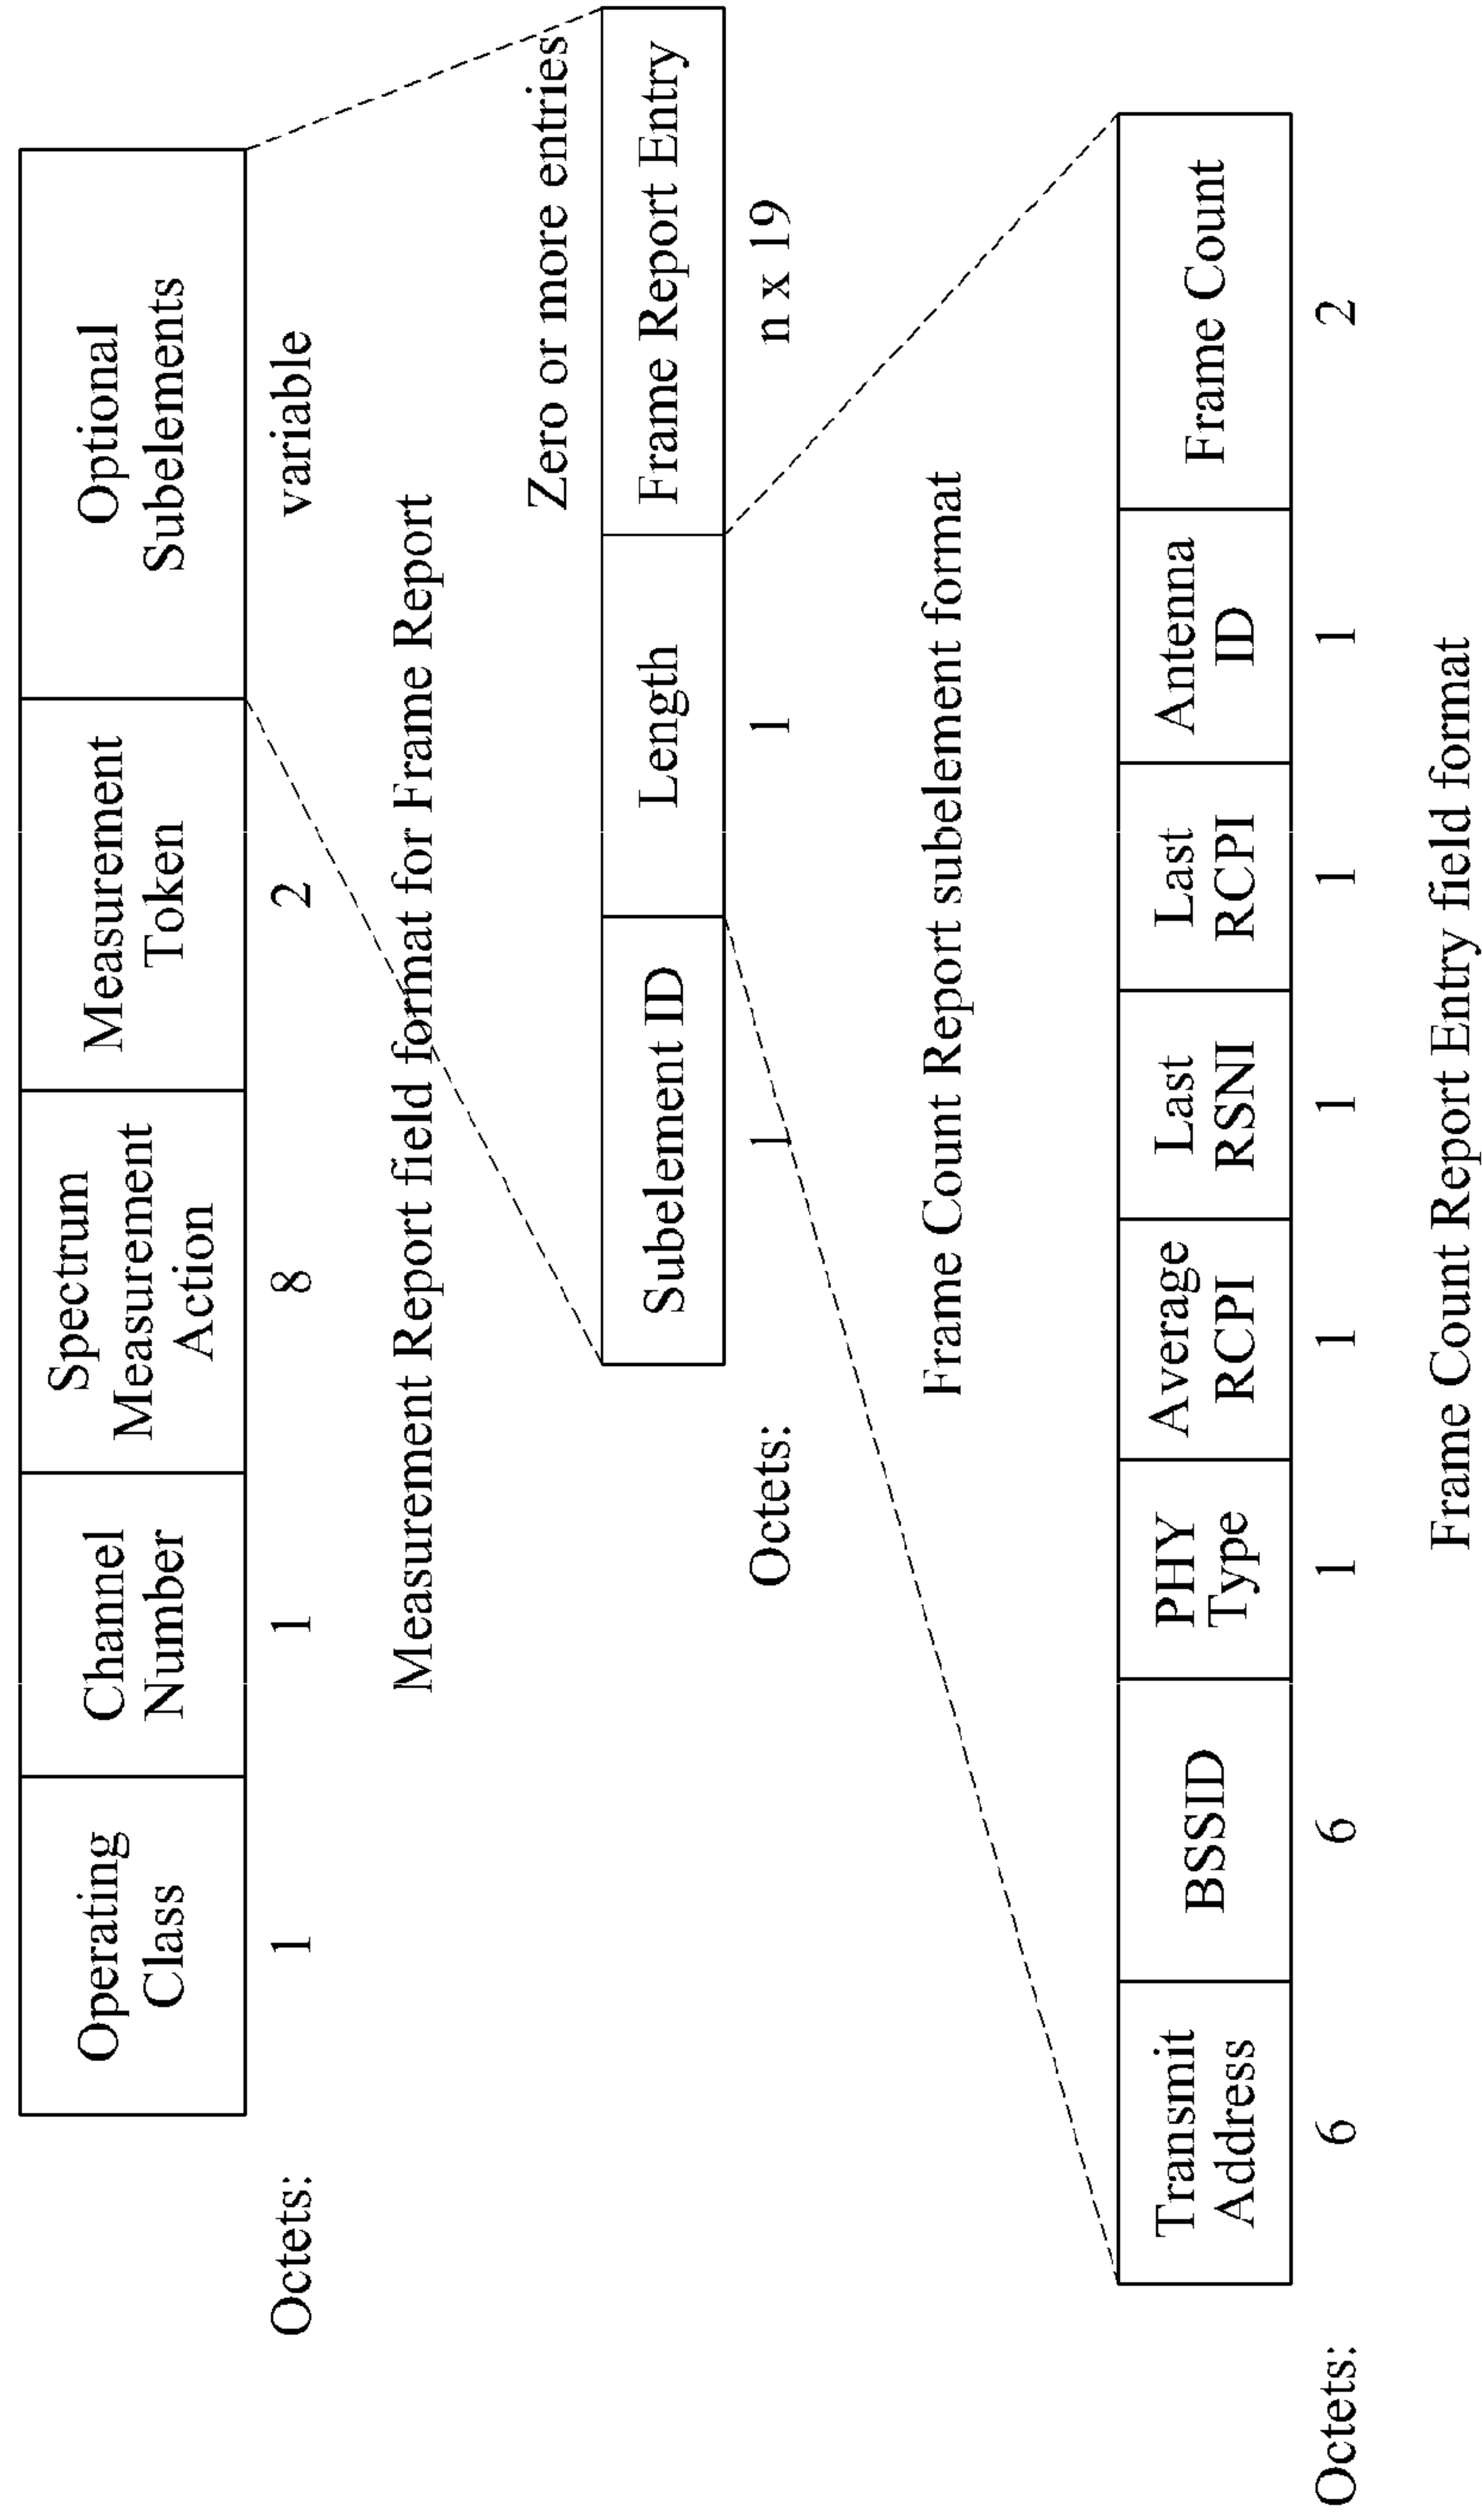 Operating
Class
Channel
Number
Spectrum
Measurement
Action
Measurement
Token
Optional
Subelements
Octets:
1
1
8
2
variable
Measurement Report field format for Frame Report
Zero or more entries
Subelement ID
Length
Frame Report Entry
Octets:
1
1
n x 19
Frame Count Report subelement format
Transmit
Address
BSSID
PHY
Type
Average
RCPI
Last
RSNI
Last
RCPI
Antenna
ID
Frame Count
Octets:
6
6
1
1
1
1
1
2
Frame Count Report Entry field format